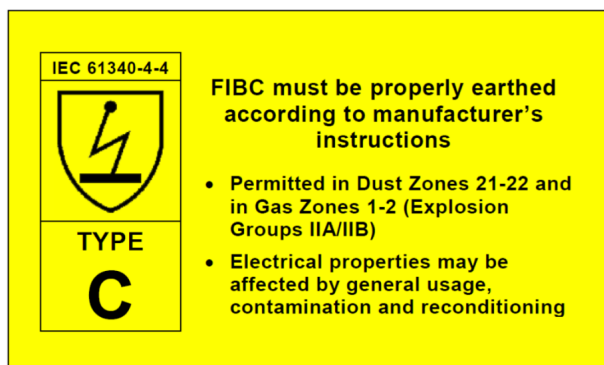 IEC 61340-4-4
TYPE
C
FIBC must be properly earthed
according to manufacturer's
instructions
• Permitted in Dust Zones 21-22 and
in Gas Zones 1-2 (Explosion
Groups IIA/IIB)
• Electrical properties may be
affected by general usage,
contamination and reconditioning